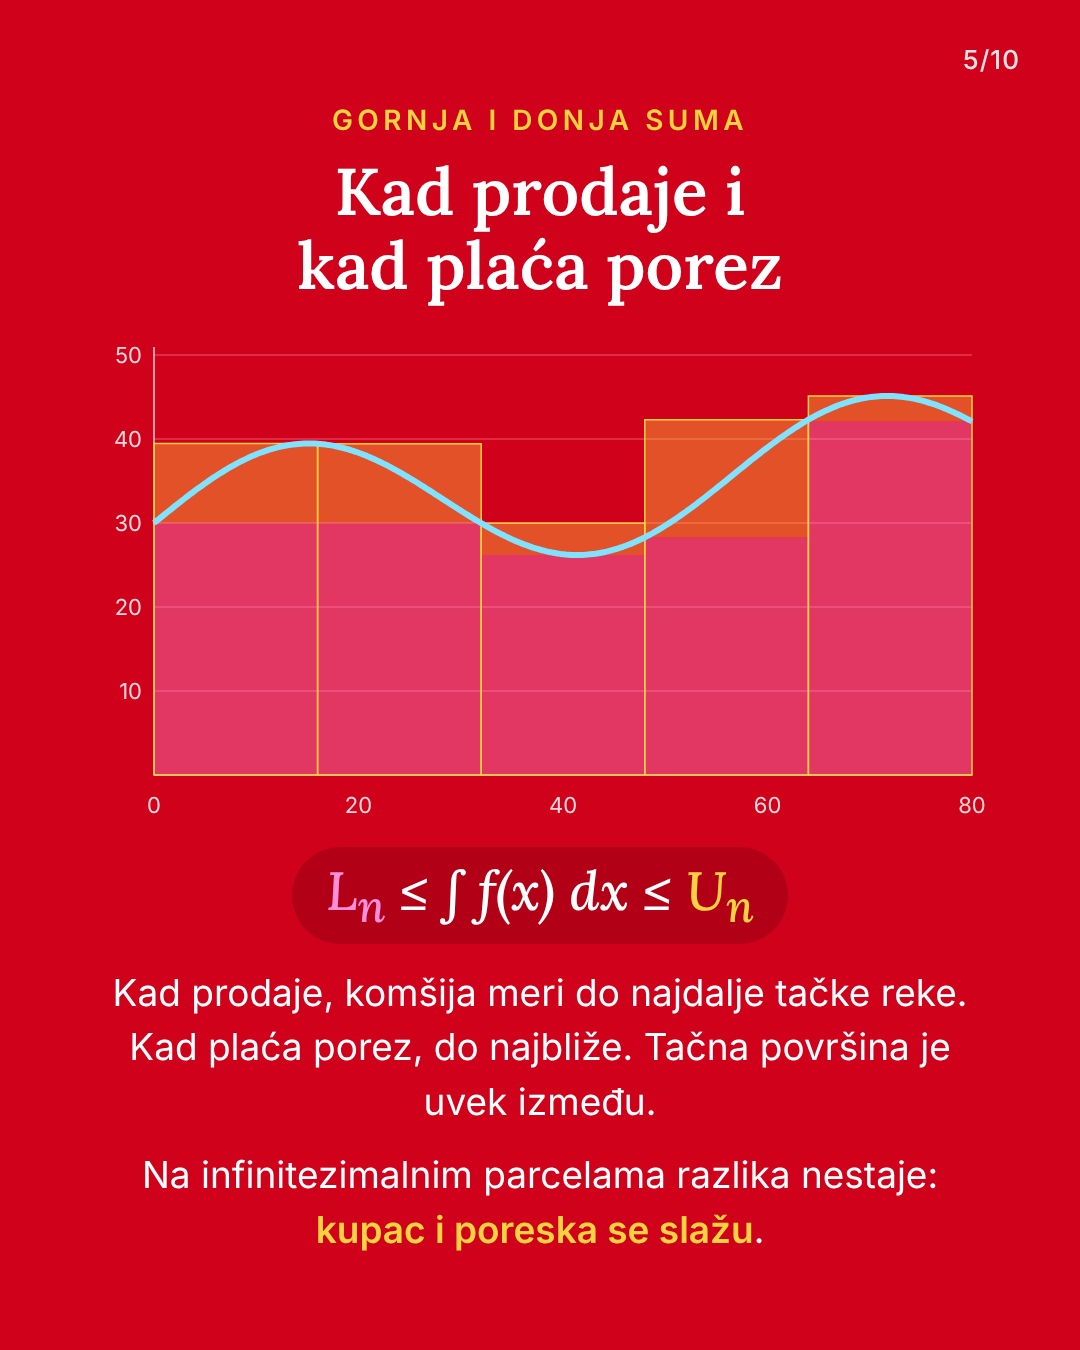 5/10
GORNJA I DONJA SUMA
Kad prodaje i
kad plaća porez
50
40
30
20
10
0 20 40 60 80
Lₙ ≤ ∫ f(x) dx ≤ Uₙ
Kad prodaje, komšija meri do najdalje tačke reke.
Kad plaća porez, do najbliže. Tačna površina je
uvek između.
Na infinitezimalnim parcelama razlika nestaje:
kupac i poreska se slažu.